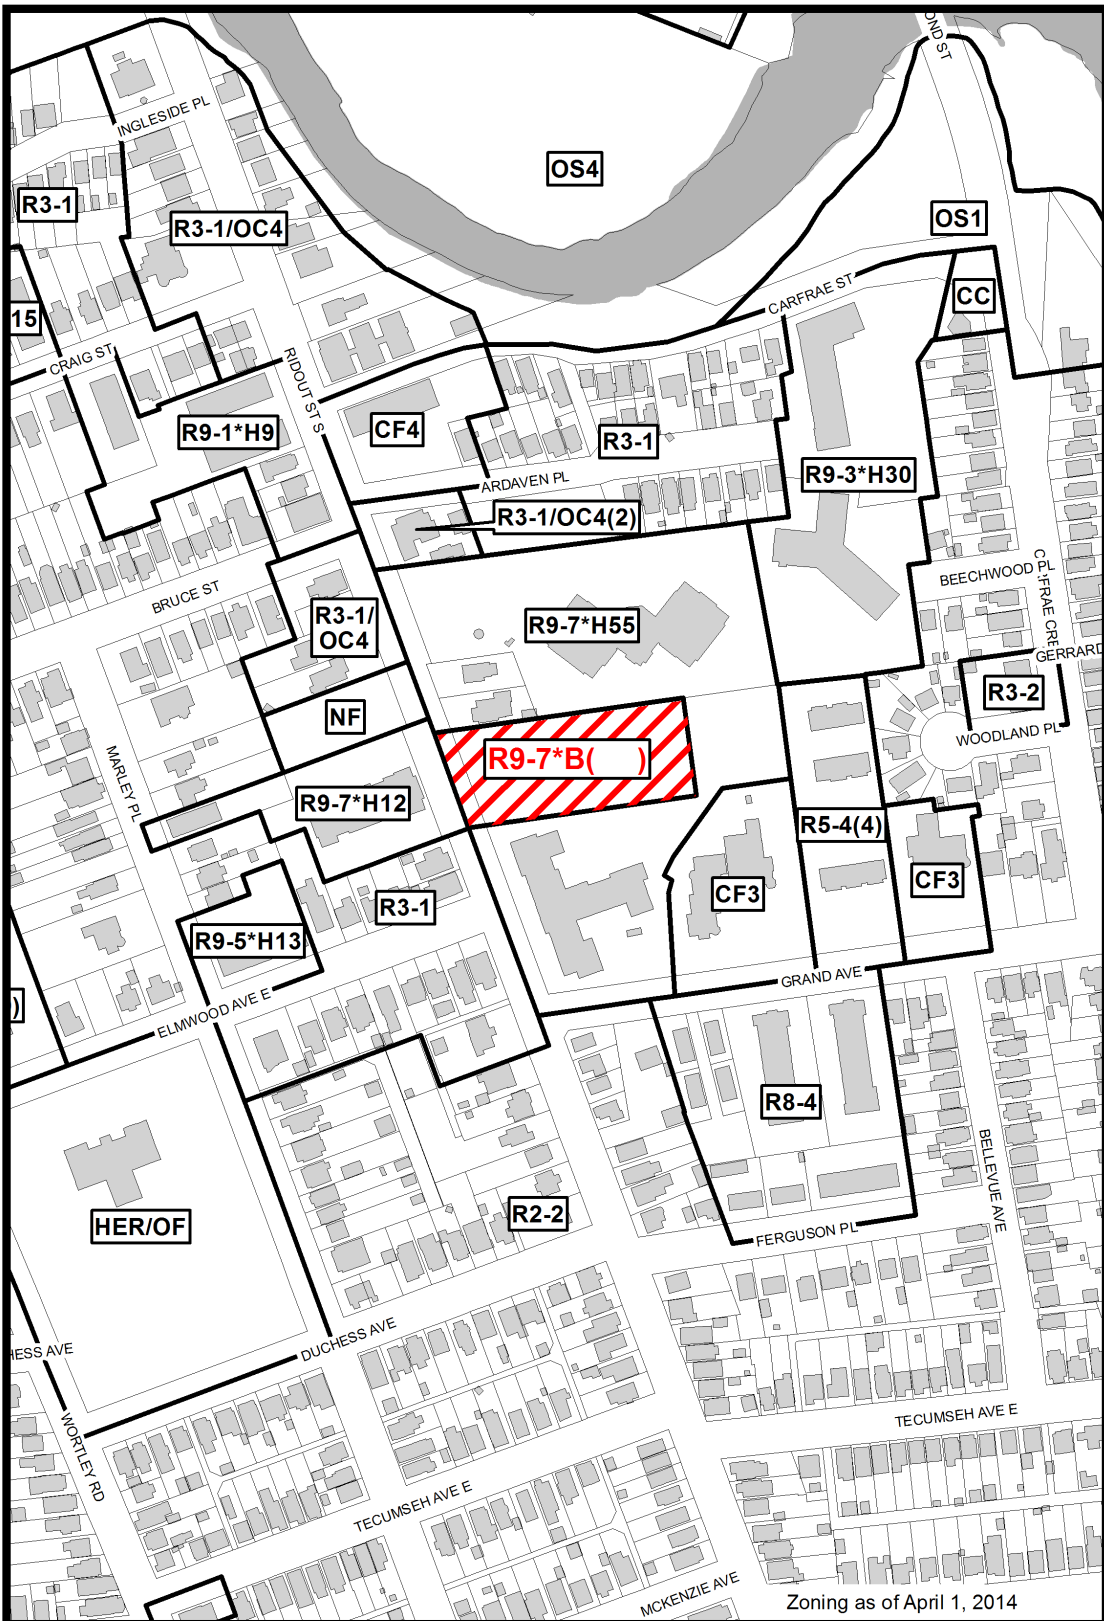 OND ST
INGLESIDE PL
OS4
R3-1
R3-1/OC4
OS1
CARFRAE ST
CC
15
CRAIG ST
RIDOUT ST S
R9-1*H9
CF4
R3-1
ARDAVEN PL
R9-3*H30
R3-1/OC4(2)
BEECHWOOD PL
BRUCE ST
R3-1/
OC4
R9-7*H55
GERRARD
R3-2
NF
WOODLAND PL
MARLEY PL
R9-7*B( )
R9-7*H12
R5-4(4)
CF3
CF3
R3-1
R9-5*H13
GRAND AVE
)
ELMWOOD AVE E
R8-4
BELLEVUE AVE
HER/OF
R2-2
FERGUSON PL
DUCHESS AVE
HESS AVE
WORTLEY RD
TECUMSEH AVE E
TECUMSEH AVE E
MCKENZIE AVE
Zoning as of April 1, 2014